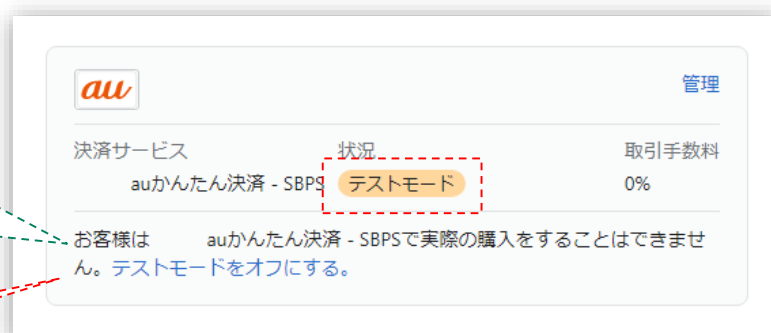 au
管理
決済サービス 状況 取引手数料
auかんたん決済 - SBPS テストモード 0%
お客様は auかんたん決済 - SBPSで実際の購入をすることはできませ
ん。テストモードをオフにする。